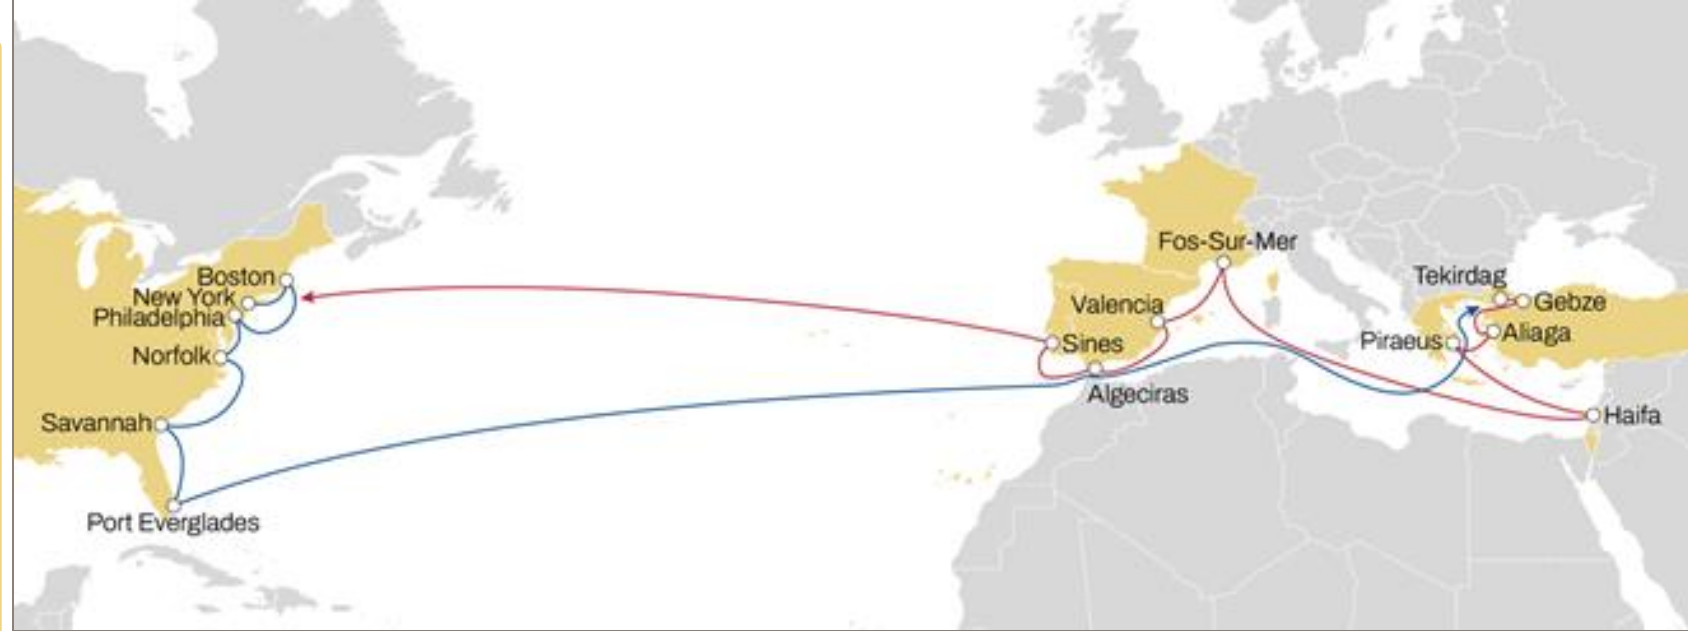 Fos-Sur-Mer
Tekirdag
Boston
New York
Gebze
Valencia
Philadelphia
Aliaga
Piraeus
Sines
Norfolk
Algeciras
Haifa
Savannah
Port Everglades